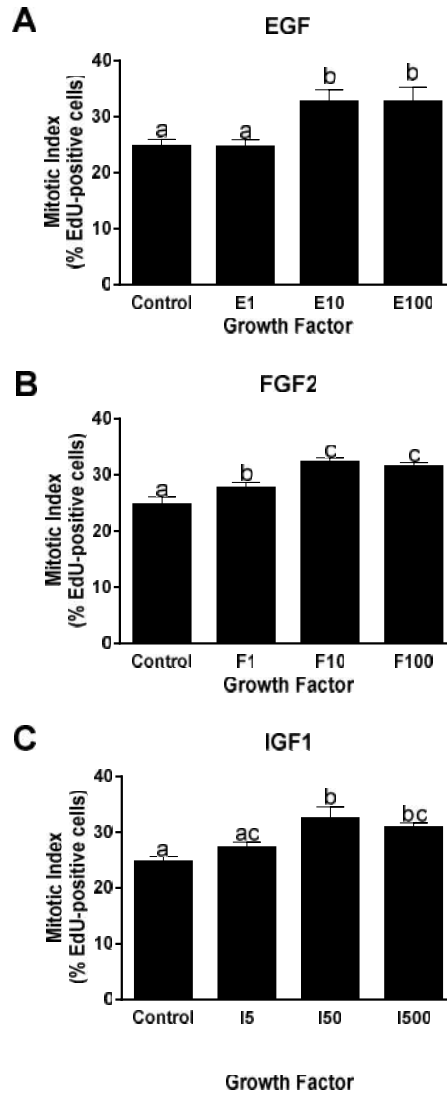 A
EGF
Mitotic Index
(% EdU-positive cells)
40
30
20
10
0
a
a
b
b
Control E1 E10 E100
Growth Factor
B
FGF2
Mitotic Index
(% EdU-positive cells)
40
30
20
10
0
a
b
c
c
Control F1 F10 F100
Growth Factor
C
IGF1
Mitotic Index
(% EdU-positive cells)
40
30
20
10
0
a
ac
b
bc
Control I5 I50 I500
Growth Factor